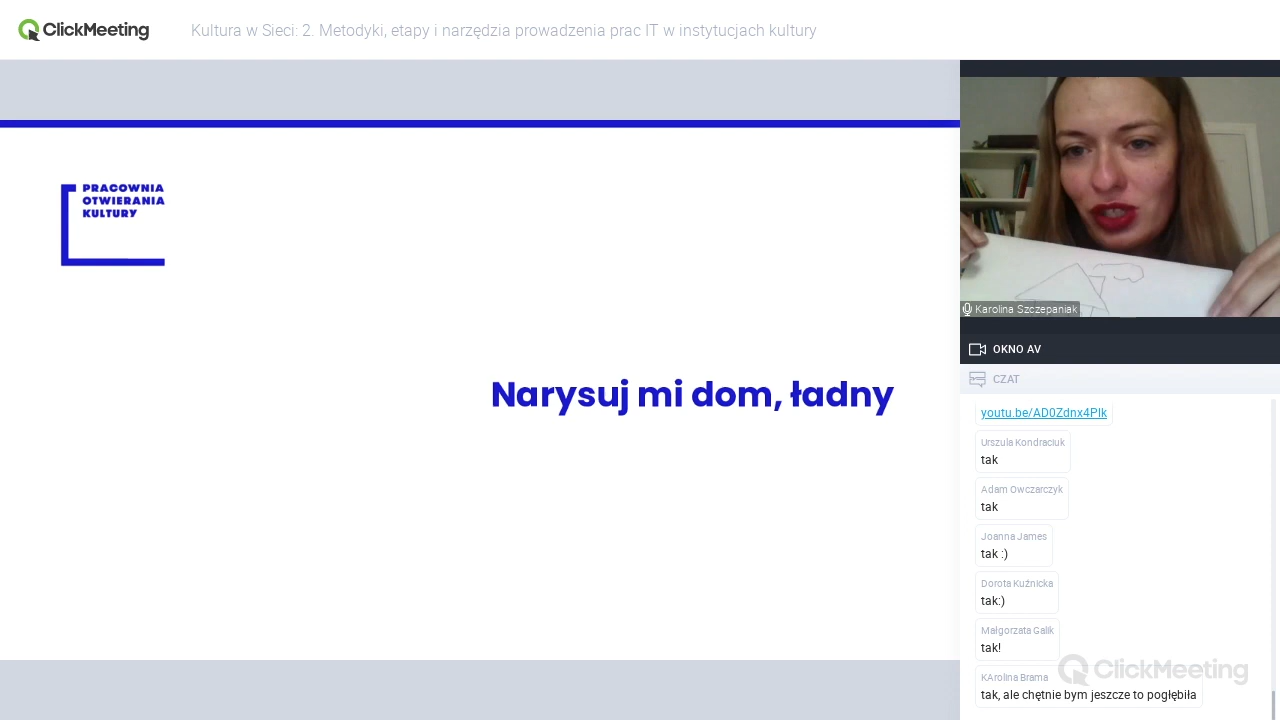 ClickMeeting
Kultura w Sieci: 2. Metodyki, etapy i narzędzia prowadzenia prac IT w instytucjach kultury
PRACOWNIA
OTWIERANIA
KULTURY
Narysuj mi dom, ładny
Karolina Szczepaniak
OKNO AV
CZAT
youtu.be/AD0Zdnx4PIk
Urszula Kondraciuk
tak
Adam Owczarczyk
tak
Joanna James
tak :)
Dorota Kuźnicka
tak:)
Małgorzata Galik
tak!
KArolina Brama
tak, ale chętnie bym jeszcze to pogłębiła
ClickMeeting